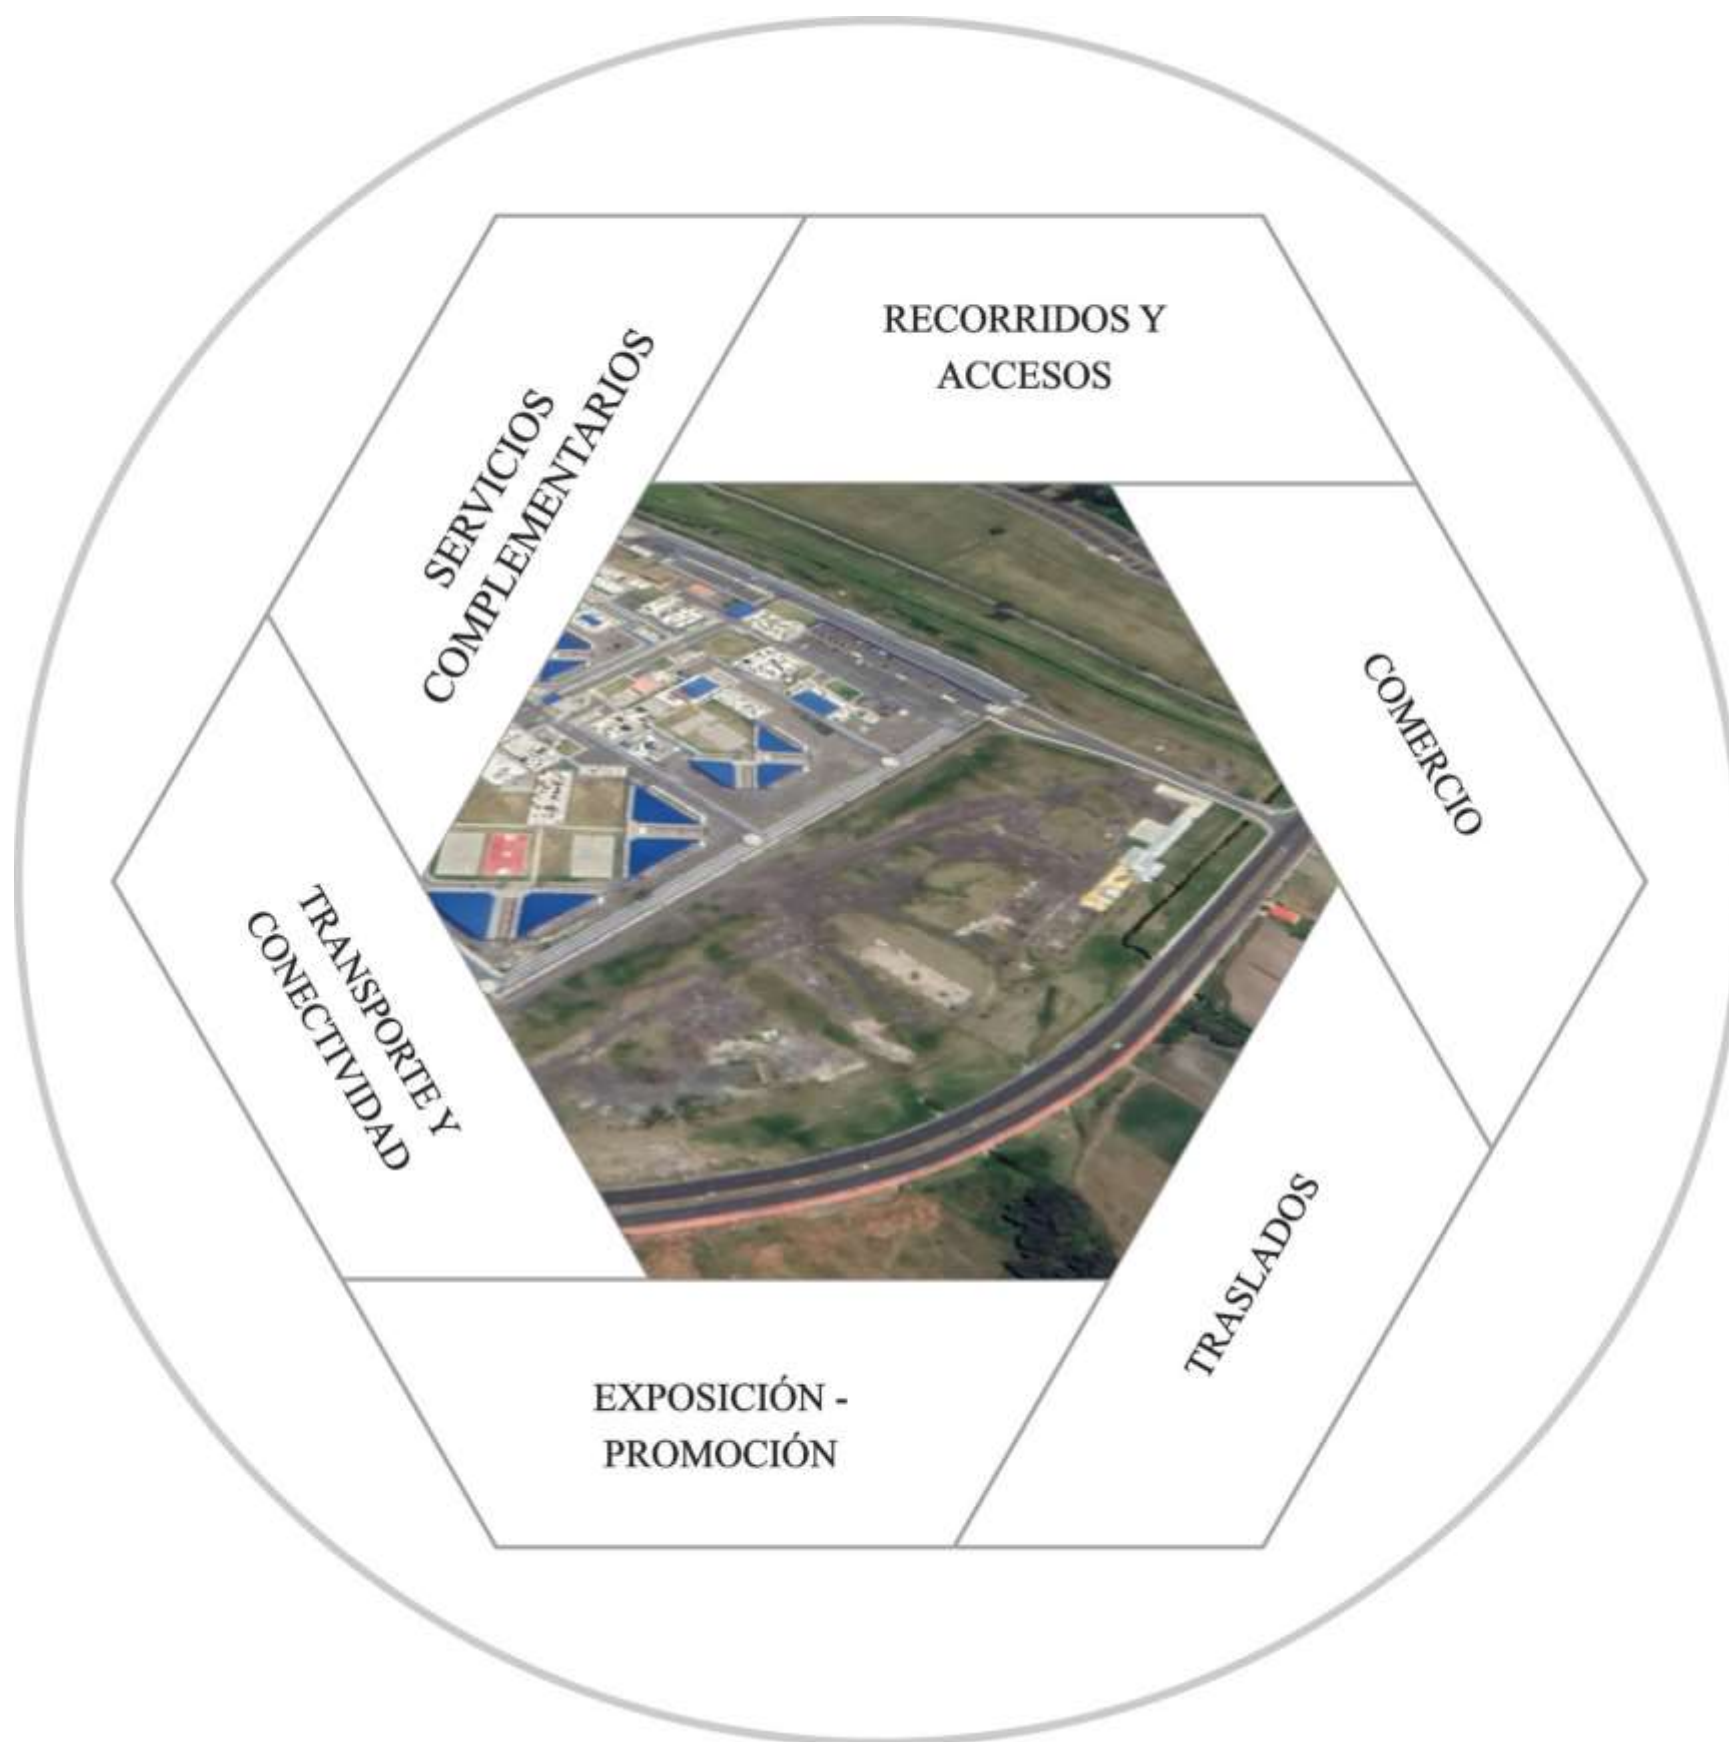 RECORRIDOS Y
ACCESOS
COMERCIO
TRASLADOS
EXPOSICIÓN -
PROMOCIÓN
TRANSPORTE Y
CONECTIVIDAD
SERVICIOS
COMPLEMENTARIOS